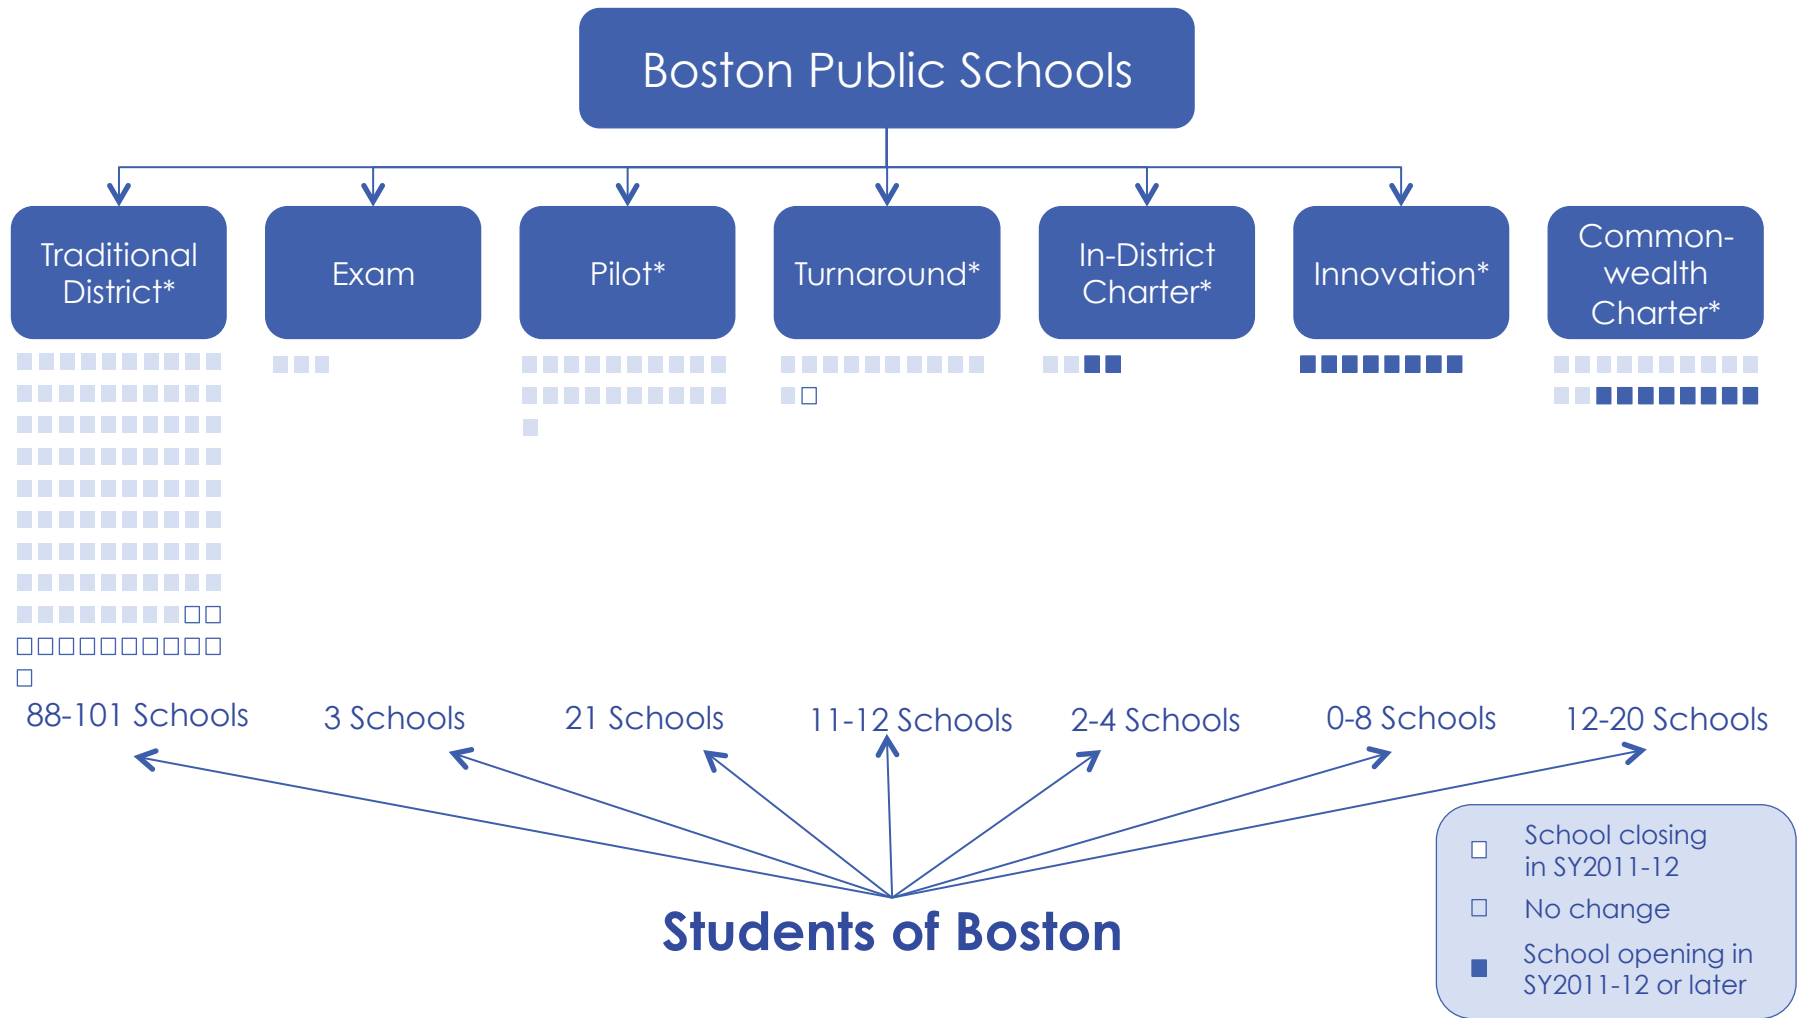 Boston Public Schools
Traditional
District*
Exam
Pilot*
Turnaround*
In-District
Charter*
Innovation*
Common-
wealth
Charter*
88-101 Schools
3 Schools
21 Schools
11-12 Schools
2-4 Schools
0-8 Schools
12-20 Schools
Students of Boston
School closing
in SY2011-12
No change
School opening in
SY2011-12 or later